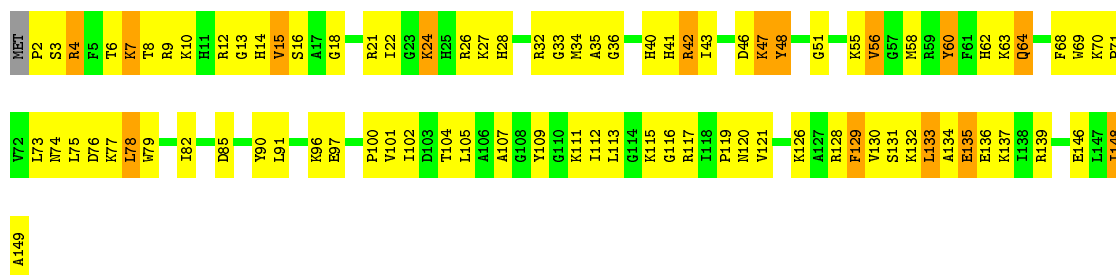 MET P2 S3 R4 F5 T6 K7 T8 R9 K10 H11 R12 G13 H14 V15 S16 A17 G18 R21 I22 G23 K24 H25 R26 K27 H28 R32 G33 M34 A35 G36 H40 H41 R42 I43 D46 K47 Y48 G51 K55 V56 G57 M58 R59 Y60 F61 H62 K63 Q64 F68 W69 K70 P71
V72 L73 N74 L75 D76 K77 L78 W79 I82 D85 Y90 L91 K96 E97 P100 V101 I102 D103 T104 L105 A106 A107 G108 Y109 G110 K111 I112 L113 G114 K115 G116 R117 I118 P119 N120 V121 K126 A127 R128 F129 V130 S131 K132 L133 A134 E135 E136 K137 I138 R139 E146 L147 I148
A149